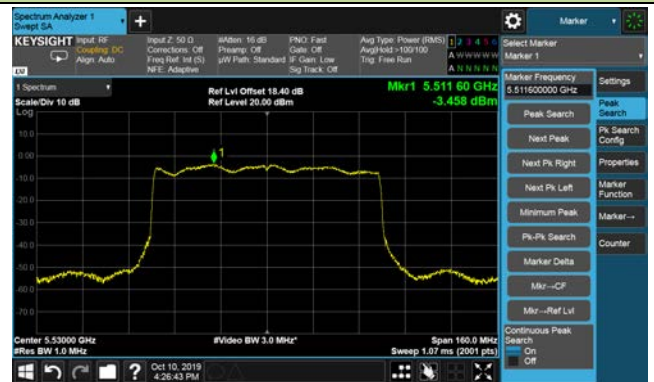 Spectrum Analyzer 1
Swept SA
Marker
KEYSIGHT
Input: RF
Coupling: DC
Align: Auto
Input Z: 50 Ω
Corrections: Off
Freq Ref: Int (S)
NFE: Adaptive
#Atten: 16 dB
Preamp: Off
µW Path: Standard
PNO: Fast
Gate: Off
IF Gain: Low
Sig Track: Off
Avg Type: Power (RMS)
Avg|Hold:>100/100
Trig: Free Run
1 2 3 4 5 6
A W W W W W
A N N N N N
Select Marker
Marker 1
LXI
1 Spectrum
Scale/Div 10 dB
Log
Ref Lvl Offset 18.40 dB
Ref Level 20.00 dBm
Mkr1 5.511 60 GHz
-3.458 dBm
10.0
0.00
-10.0
-20.0
-30.0
-40.0
-50.0
-60.0
-70.0
1
Center 5.53000 GHz
#Res BW 1.0 MHz
#Video BW 3.0 MHz*
Span 160.0 MHz
Sweep 1.07 ms (2001 pts)
Marker Frequency
5.511600000 GHz
Peak Search
Next Peak
Next Pk Right
Next Pk Left
Minimum Peak
Pk-Pk Search
Marker Delta
Mkr→CF
Mkr→Ref Lvl
Continuous Peak
Search
On
Off
Settings
Peak
Search
Pk Search
Config
Properties
Marker
Function
Marker→
Counter
?
Oct 10, 2019
4:26:43 PM